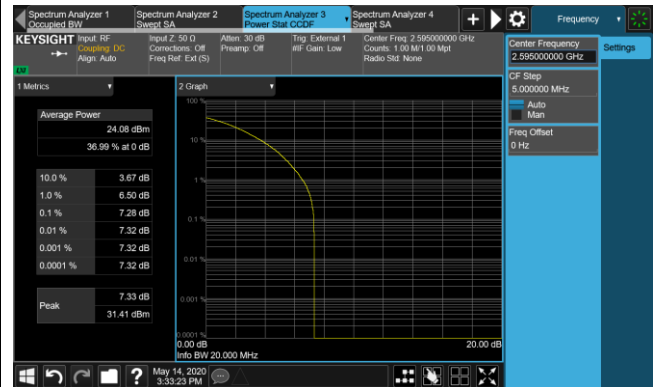 Spectrum Analyzer 1
Occupied BW
Spectrum Analyzer 2
Swept SA
Spectrum Analyzer 3
Power Stat CCDF
Spectrum Analyzer 4
Swept SA
Frequency
KEYSIGHT
Input: RF
Coupling: DC
Align: Auto
Input Z: 50 Ω
Corrections: Off
Freq Ref: Ext (S)
Atten: 30 dB
Preamp: Off
Trig: External 1
#IF Gain: Low
Center Freq: 2.595000000 GHz
Counts: 1.00 M/1.00 Mpt
Radio Std: None
LXI
Center Frequency
2.595000000 GHz
Settings
CF Step
5.000000 MHz
Auto
Man
Freq Offset
0 Hz
1 Metrics
Average Power
24.08 dBm
36.99 % at 0 dB
10.0 % 3.67 dB
1.0 % 6.50 dB
0.1 % 7.28 dB
0.01 % 7.32 dB
0.001 % 7.32 dB
0.0001 % 7.32 dB
Peak
7.33 dB
31.41 dBm
2 Graph
100 %
10 %
1 %
0.1 %
0.01 %
0.001 %
0.0001 %
0.00 dB
20.00 dB
Info BW 20.000 MHz
?
May 14, 2020
3:33:23 PM